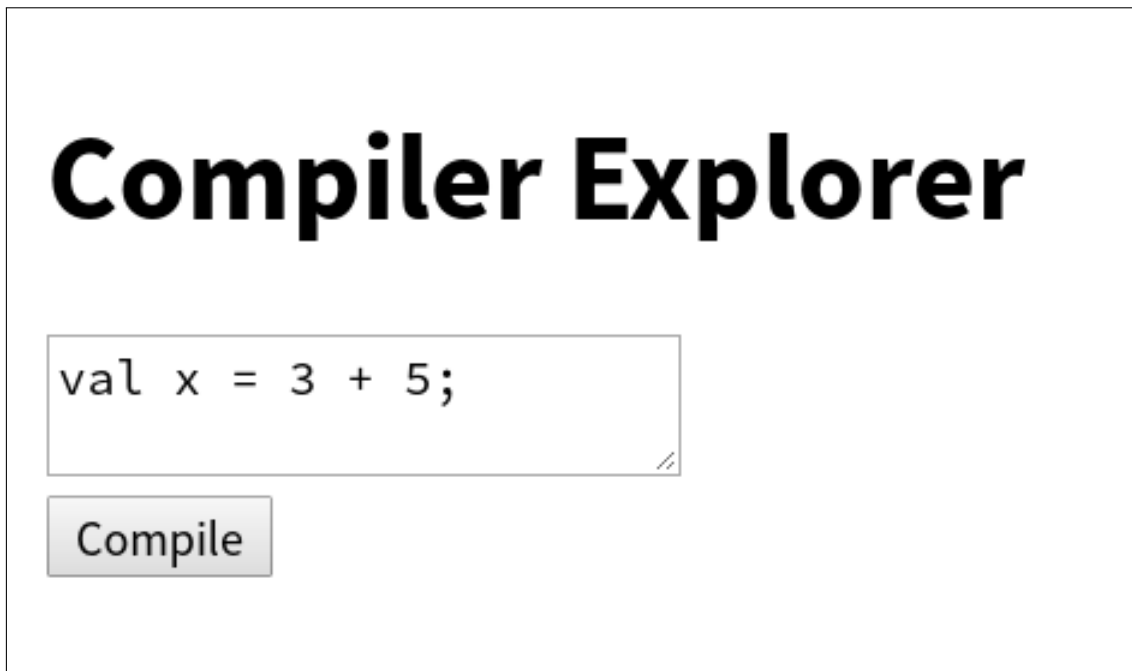 Compiler Explorer
val x = 3 + 5;
Compile